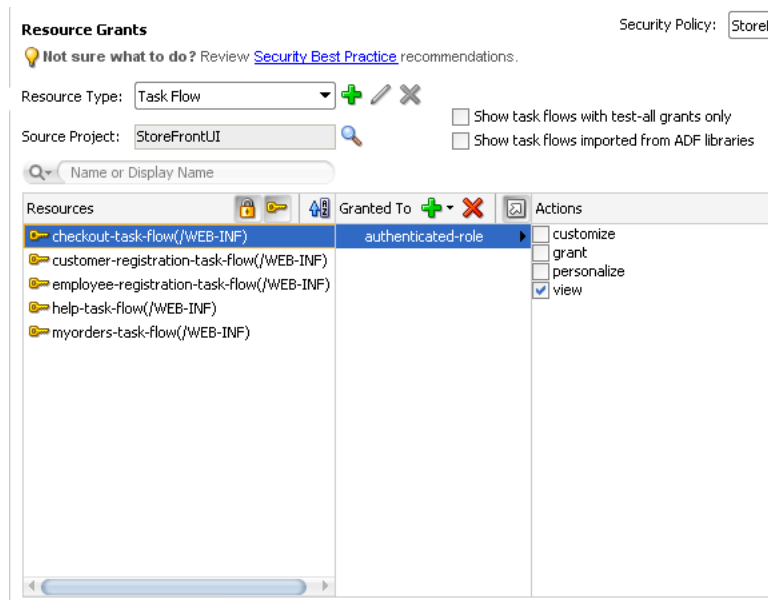 Resource Grants
Security Policy: Store
Not sure what to do? Review Security Best Practice recommendations.
Resource Type: Task Flow
Show task flows with test-all grants only
Source Project: StoreFrontUI
Show task flows imported from ADF libraries
Name or Display Name
Resources Granted To Actions
checkout-task-flow(/WEB-INF) authenticated-role customize
customer-registration-task-flow(/WEB-INF) grant
employee-registration-task-flow(/WEB-INF) personalize
help-task-flow(/WEB-INF) view
myorders-task-flow(/WEB-INF)